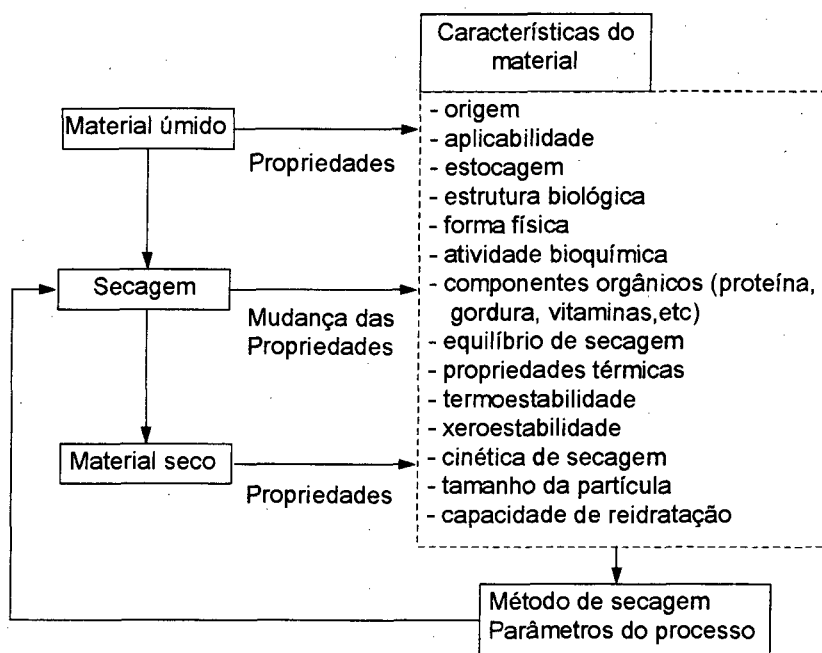 Características do
material
Material úmido
Propriedades
- origem
- aplicabilidade
- estocagem
- estrutura biológica
- forma física
- atividade bioquímica
- componentes orgânicos (proteína,
gordura, vitaminas,etc)
- equilíbrio de secagem
- propriedades térmicas
- termoestabilidade
- xeroestabilidade
- cinética de secagem
- tamanho da partícula
- capacidade de reidratação
Secagem
Mudança das
Propriedades
Material seco
Propriedades
Método de secagem
Parâmetros do processo